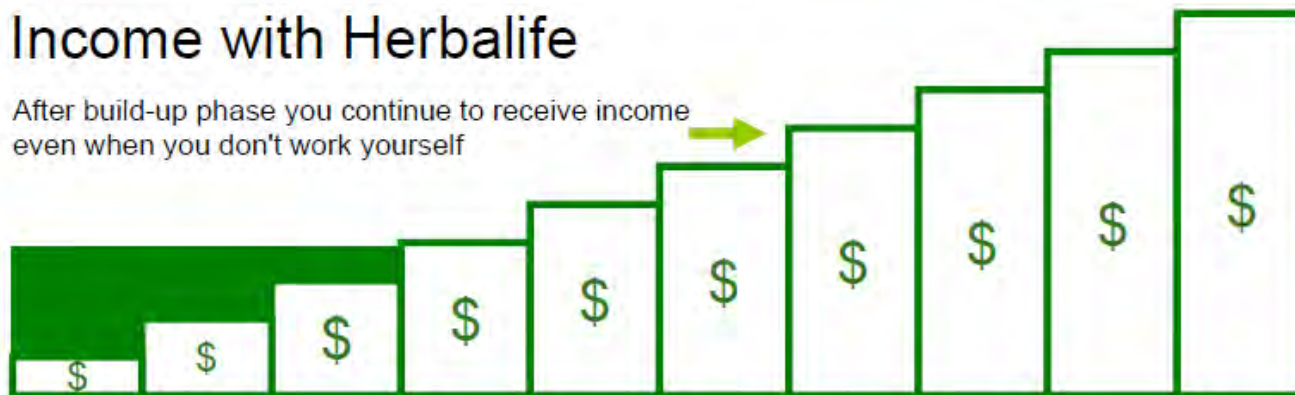 Income with Herbalife
After build-up phase you continue to receive income
even when you don't work yourself
$ $ $ $ $ $ $ $ $ $